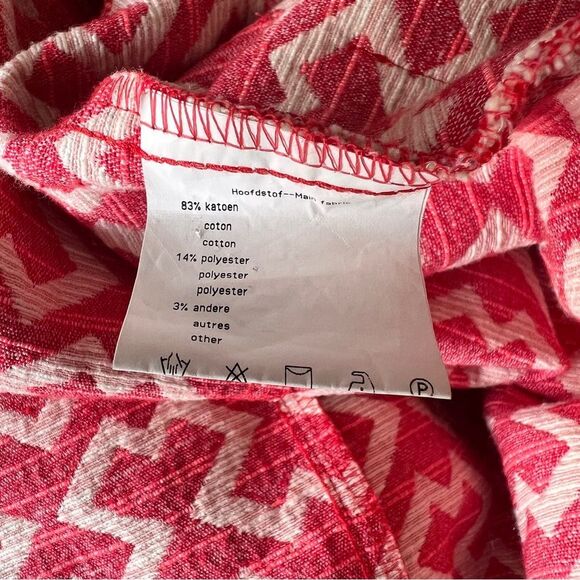 Hoofdstof--Main fabric
83% katoen
coton
cotton
14% polyester
polyester
polyester
3% andere
autres
other
P